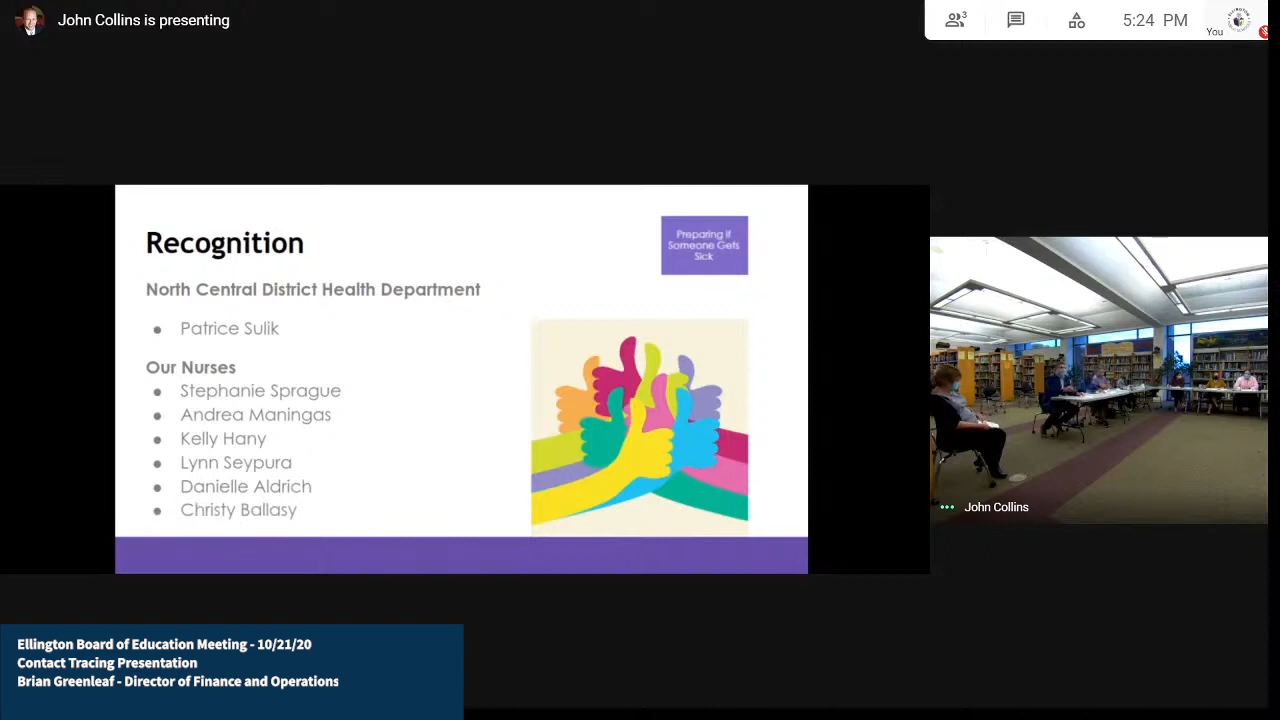 John Collins is presenting
3
5:24 PM
You
Recognition
Preparing if
Someone Gets
Sick
North Central District Health Department
• Patrice Sulik
Our Nurses
• Stephanie Sprague
• Andrea Maningas
• Kelly Hany
• Lynn Seypura
• Danielle Aldrich
• Christy Ballasy
John Collins
Ellington Board of Education Meeting - 10/21/20
Contact Tracing Presentation
Brian Greenleaf - Director of Finance and Operations